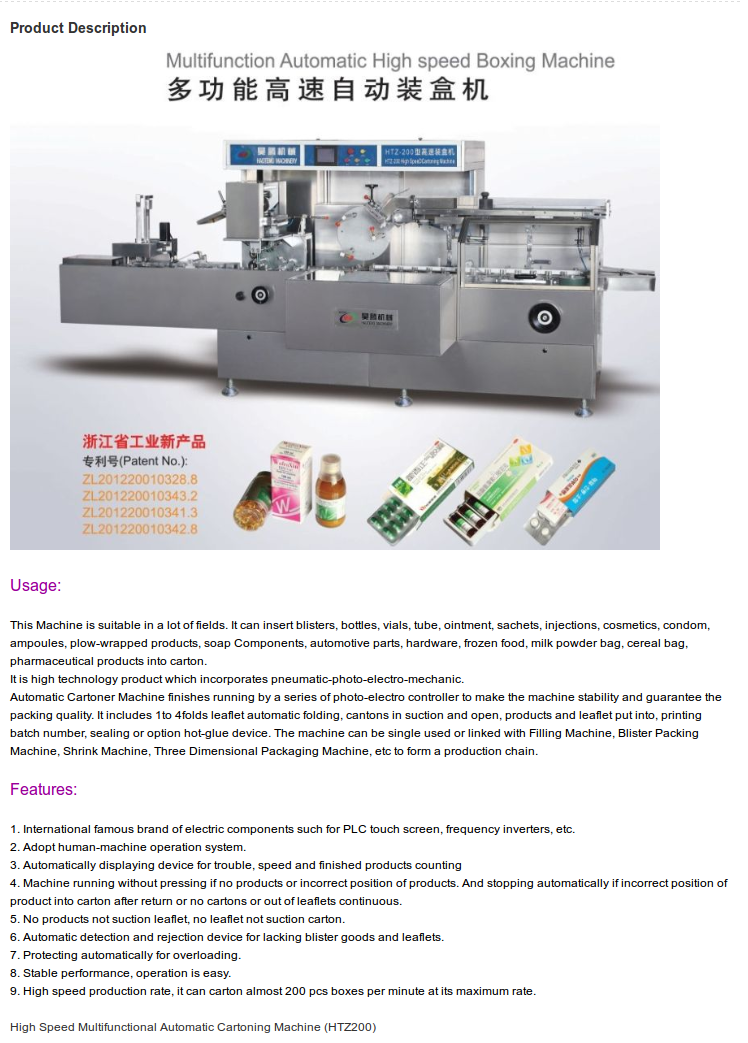 Product Description
Multifunction Automatic High speed Boxing Machine
多功能高速自动装盒机
昊格机械
HTZ-200型高速装盒机
HTZ-200 High Speed Cartoning Machine
浙江省工业新产品
专利号(Patent No.):
ZL201220010328.8
ZL201220010343.2
ZL201220010341.3
ZL201220010342.8
W
Usage:
This Machine is suitable in a lot of fields. It can insert blisters, bottles, vials, tube, ointment, sachets, injections, cosmetics, condom,
ampoules, plow-wrapped products, soap Components, automotive parts, hardware, frozen food, milk powder bag, cereal bag,
pharmaceutical products into carton.
It is high technology product which incorporates pneumatic-photo-electro-mechanic.
Automatic Cartoner Machine finishes running by a series of photo-electro controller to make the machine stability and guarantee the
packing quality. It includes 1to 4folds leaflet automatic folding, cantons in suction and open, products and leaflet put into, printing
batch number, sealing or option hot-glue device. The machine can be single used or linked with Filling Machine, Blister Packing
Machine, Shrink Machine, Three Dimensional Packaging Machine, etc to form a production chain.
Features:
1. International famous brand of electric components such for PLC touch screen, frequency inverters, etc.
2. Adopt human-machine operation system.
3. Automatically displaying device for trouble, speed and finished products counting
4. Machine running without pressing if no products or incorrect position of products. And stopping automatically if incorrect position of
product into carton after return or no cartons or out of leaflets continuous.
5. No products not suction leaflet, no leaflet not suction carton.
6. Automatic detection and rejection device for lacking blister goods and leaflets.
7. Protecting automatically for overloading.
8. Stable performance, operation is easy.
9. High speed production rate, it can carton almost 200 pcs boxes per minute at its maximum rate.
High Speed Multifunctional Automatic Cartoning Machine (HTZ200)